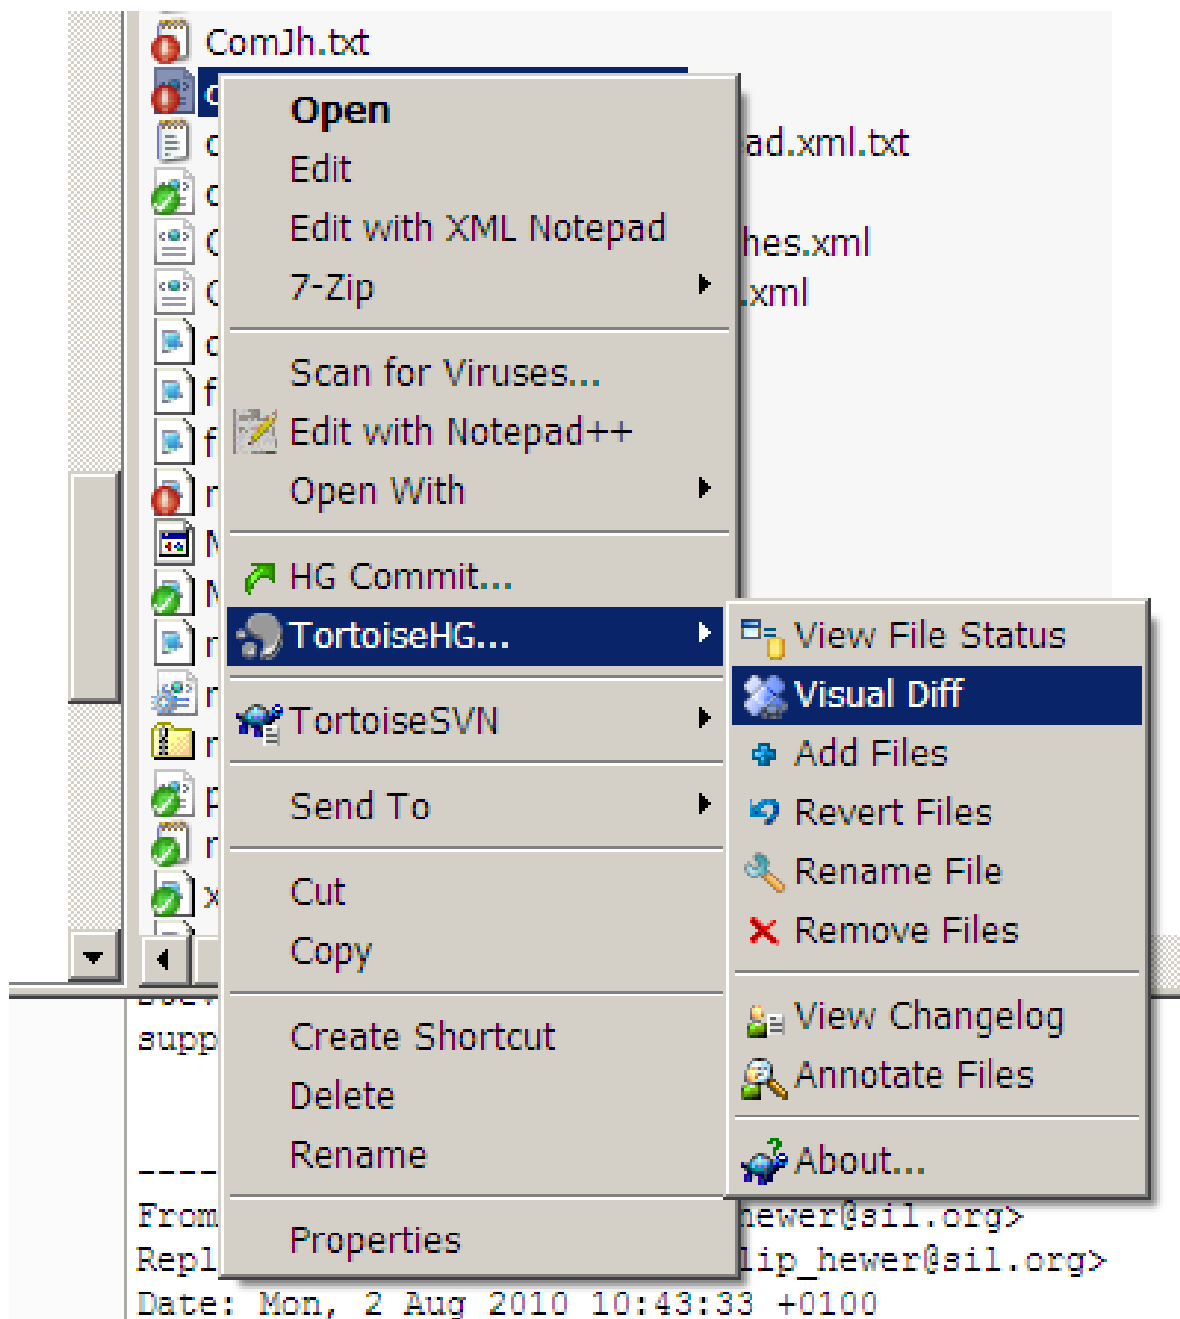 ComJh.txt
Open
ad.xml.txt
Edit
Edit with XML Notepad
hes.xml
7-Zip
.xml
Scan for Viruses...
Edit with Notepad++
Open With
HG Commit...
TortoiseHG...
TortoiseSVN
Send To
Cut
Copy
Create Shortcut
Delete
Rename
Properties
View File Status
Visual Diff
Add Files
Revert Files
Rename File
Remove Files
View Changelog
Annotate Files
About...
supp
----
From hewer@sil.org>
Repl lip_hewer@sil.org>
Date: Mon, 2 Aug 2010 10:43:33 +0100